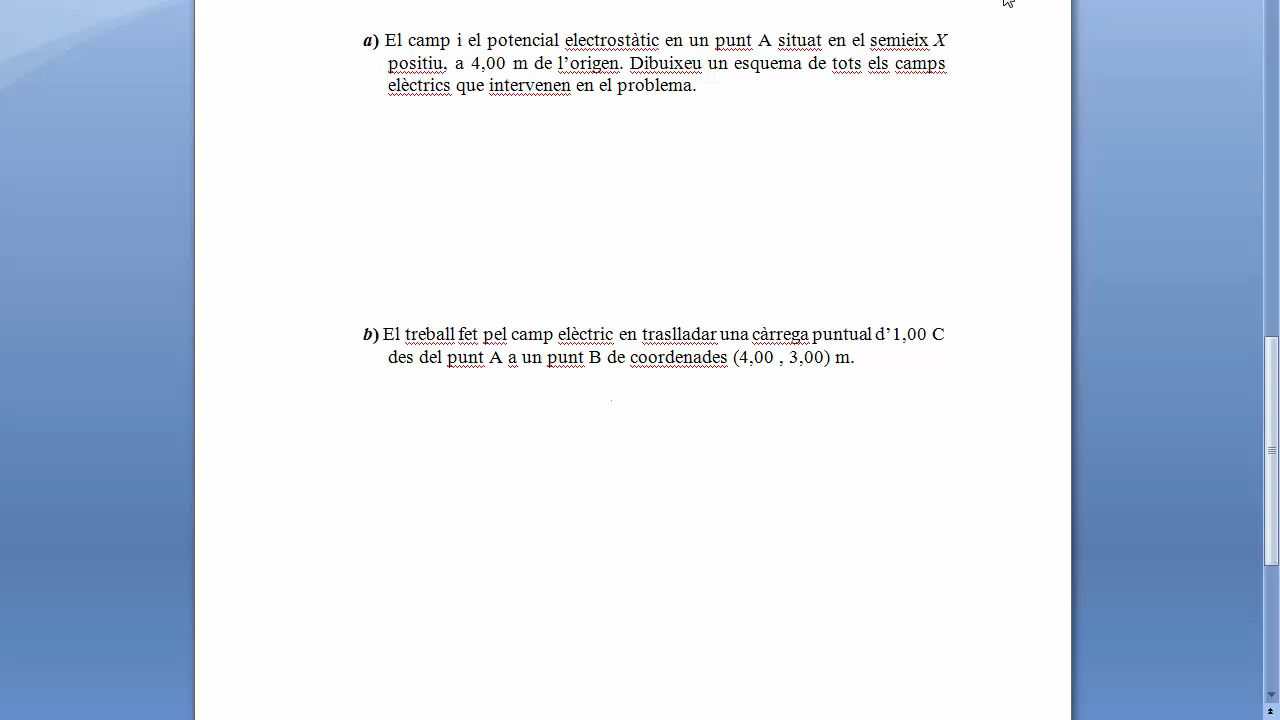 a) El camp i el potencial electrostàtic en un punt A situat en el semieix X
positiu, a 4,00 m de l’origen. Dibuixeu un esquema de tots els camps
elèctrics que intervenen en el problema.
b) El treball fet pel camp elèctric en traslladar una càrrega puntual d’1,00 C
des del punt A a un punt B de coordenades (4,00 , 3,00) m.